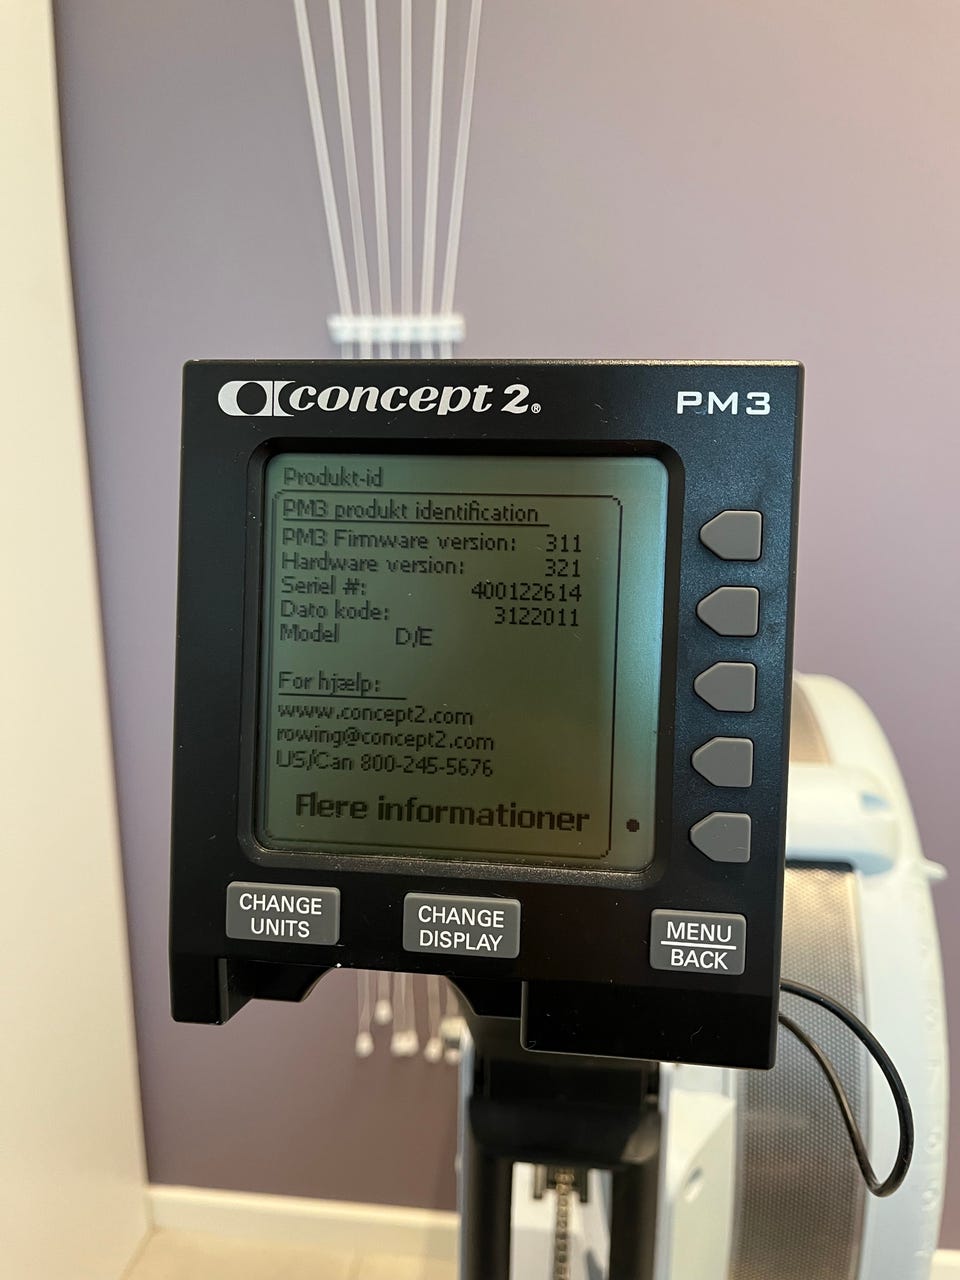 concept 2®
PM3
Produkt-id
PM3 produkt identification
PM3 Firmware version: 311
Hardware version: 321
Seriel #: 400122614
Dato kode: 3122011
Model D/E
For hjælp:
www.concept2.com
rowing@concept2.com
US/Can 800-245-5676
Flere informationer
CHANGE
UNITS
CHANGE
DISPLAY
MENU
BACK